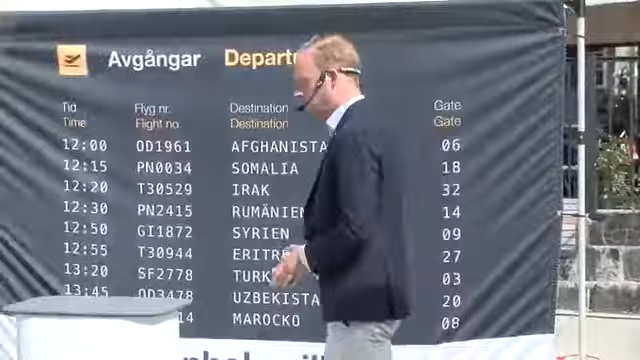 Avgångar Depart
Tid Flyg nr. Destination Gate
Time Flight no. Destination Gate
12:00 OD1961 AFGHANISTA 06
12:15 PN0034 SOMALIA 18
12:20 T30529 IRAK 32
12:30 PN2415 RUMÄNIEN 14
12:50 GI1872 SYRIEN 09
12:55 T30944 ERITRE 27
13:20 SF2778 TURK 03
13:45 OD3478 UZBEKISTA 20
14 MAROCKO 08